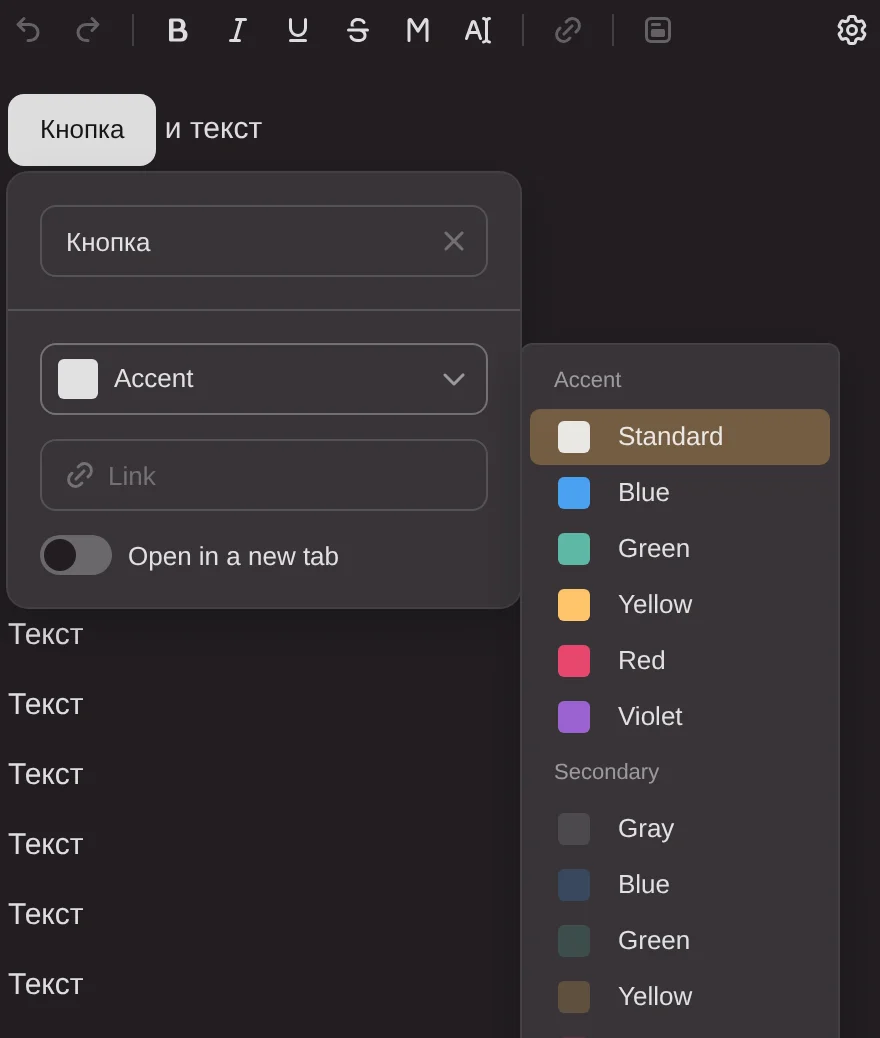 B I U S M AI
Кнопка и текст
Кнопка
Accent
Link
Open in a new tab
Accent
Standard
Blue
Green
Yellow
Red
Violet
Secondary
Gray
Blue
Green
Yellow
Текст
Текст
Текст
Текст
Текст
Текст